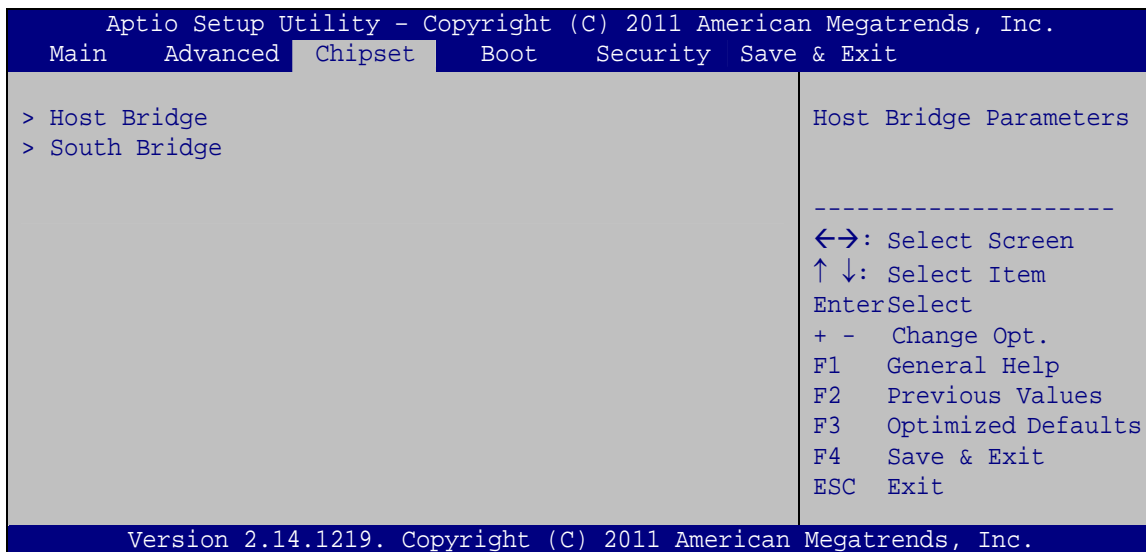 Aptio Setup Utility – Copyright (C) 2011 American Megatrends, Inc.
Main Advanced Chipset Boot Security Save & Exit
> Host Bridge
> South Bridge
Host Bridge Parameters
---------------------
←→: Select Screen
↑ ↓: Select Item
EnterSelect
+ - Change Opt.
F1 General Help
F2 Previous Values
F3 Optimized Defaults
F4 Save & Exit
ESC Exit
Version 2.14.1219. Copyright (C) 2011 American Megatrends, Inc.